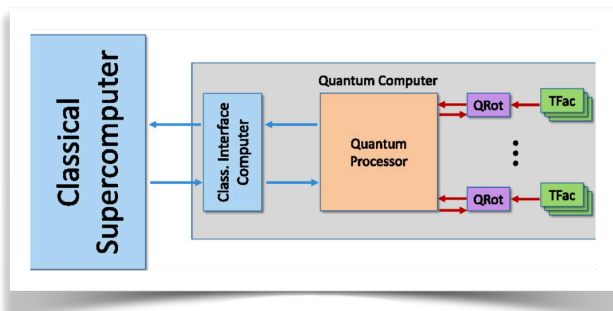 Classical
Supercomputer
Quantum Computer
Class. Interface
Computer
Quantum
Processor
QRot
TFac
QRot
TFac